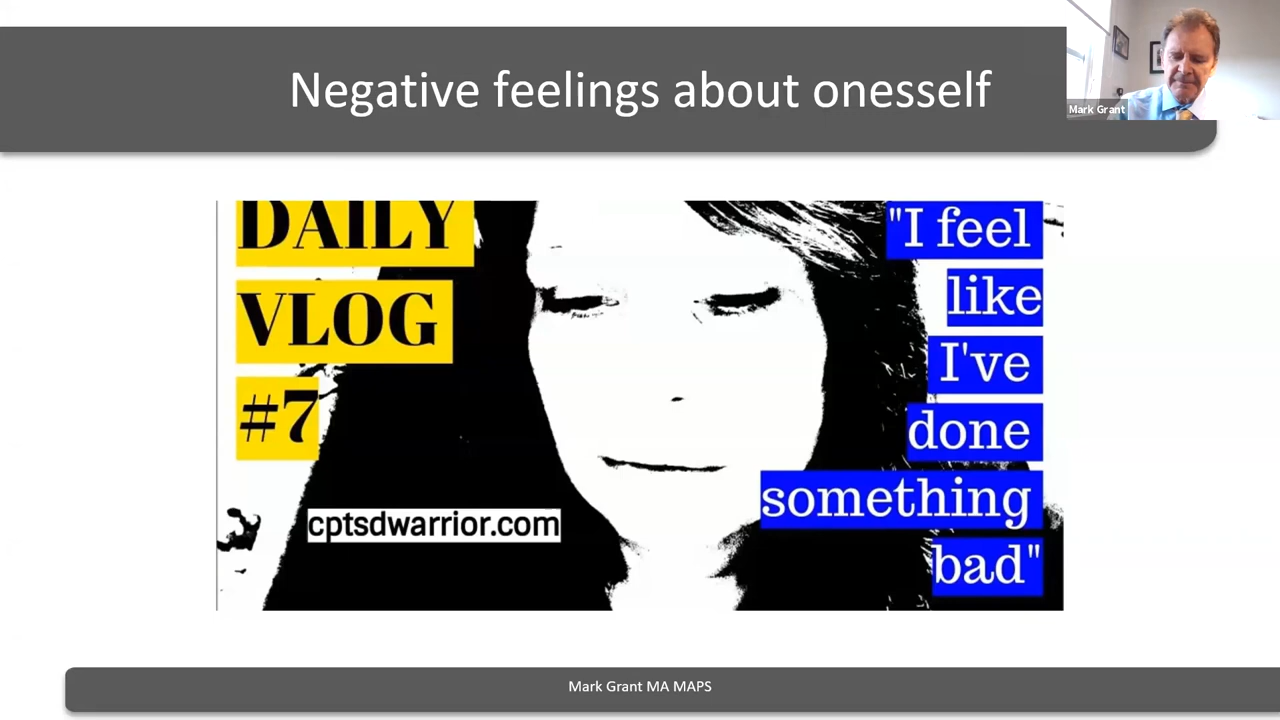 Negative feelings about onesself
Mark Grant
DAILY
VLOG
#7
cptsdwarrior.com
"I feel
like
I've
done
something
bad"
Mark Grant MA MAPS